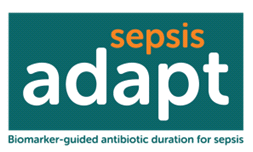 sepsis
adapt
Biomarker-guided antibiotic duration for sepsis